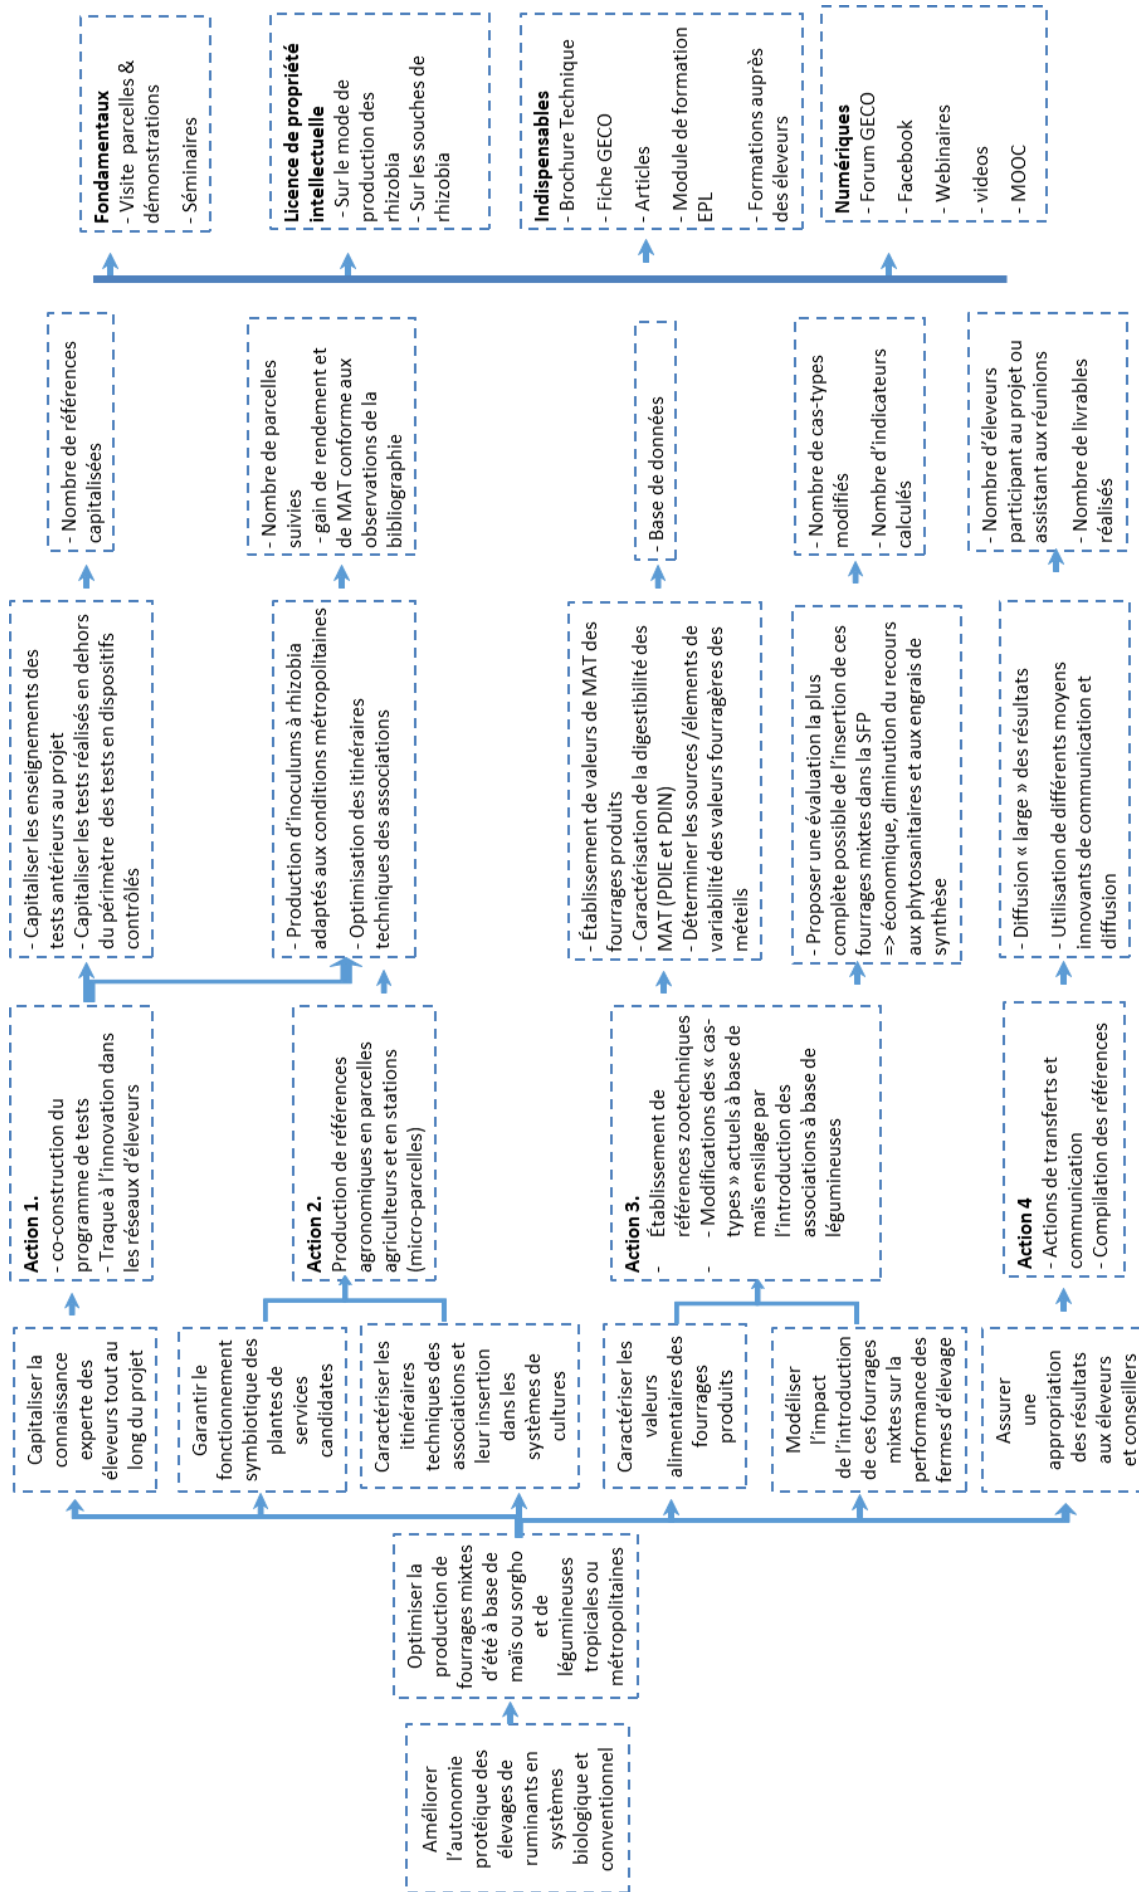 Améliorer
l'autonomie
protéique des
élevages de
ruminants en
systèmes
biologique et
conventionnel
Optimiser la
production de
fourrages mixtes
d'été à base de
maïs ou sorgho
et de
légumineuses
tropicales ou
métropolitaines
Capitaliser la
connaissance
experte des
éleveurs tout au
long du projet
Garantir le
fonctionnement
symbiotique des
plantes de
services
candidates
Caractériser les
itinéraires
techniques des
associations et
leur insertion
dans les
systèmes de
cultures
Caractériser les
valeurs
alimentaires des
fourrages
produits
Modéliser
l'impact
de l'introduction
de ces fourrages
mixtes sur la
performance des
fermes d'élevage
Assurer
une
appropriation
des résultats
aux éleveurs
et conseillers
Action 1.
- co-construction du
programme de tests
- Traque à l'innovation dans
les réseaux d'éleveurs
Action 2.
Production de références
agronomiques en parcelles
agriculteurs et en station
(micro-parcelles)
Action 3.
- Établissement de
références zootechniques
- Modifications des « cas-
types » actuels à base de
maïs ensilage par
l'introduction des
associations à base de
légumineuses
Action 4
- Actions de transferts et
communication
- Compilation des références
- Capitaliser les enseignements des
tests antérieurs au projet
- Capitaliser les tests réalisés en dehors
du périmètre des tests en dispositifs
contrôlés
- Production d'inoculums à rhizobia
adaptés aux conditions métropolitaines
- Optimisation des itinéraires
techniques des associations
- Établissement de valeurs de MAT des
fourrages produits
- Caractérisation de la digestibilité des
MAT (PDIE et PDIN)
- Déterminer les sources /élements de
variabilité des valeurs fourragères des
méteils
- Proposer une évaluation la plus
complète possible de l'insertion de ces
fourrages mixtes dans la SFP
=> économique, diminution du recours
aux phytosanitaires et aux engrais de
synthèse
- Diffusion « large » des résultats
- Utilisation de différents moyens
innovants de communication et
diffusion
- Nombre de références
capitalisées
- Nombre de parcelles
suivies
- gain de rendement et
de MAT conforme aux
observations de la
bibliographie
- Base de données
- Nombre de cas-types
modifiés
- Nombre d'indicateurs
calculés
- Nombre d'éleveurs
participant au projet ou
assistant aux réunions
- Nombre de livrables
réalisés
Fondamentaux
- Visite parcelles &
démonstrations
- Séminaires
Licence de propriété
intellectuelle
- Sur le mode de
production des
rhizobia
- Sur les souches de
rhizobia
Indispensables
- Brochure Technique
- Fiche GECO
- Articles
- Module de formation
EPL
- Formations auprès
des éleveurs
Numériques
- Forum GECO
- Facebook
- Webinaires
- videos
- MOOC